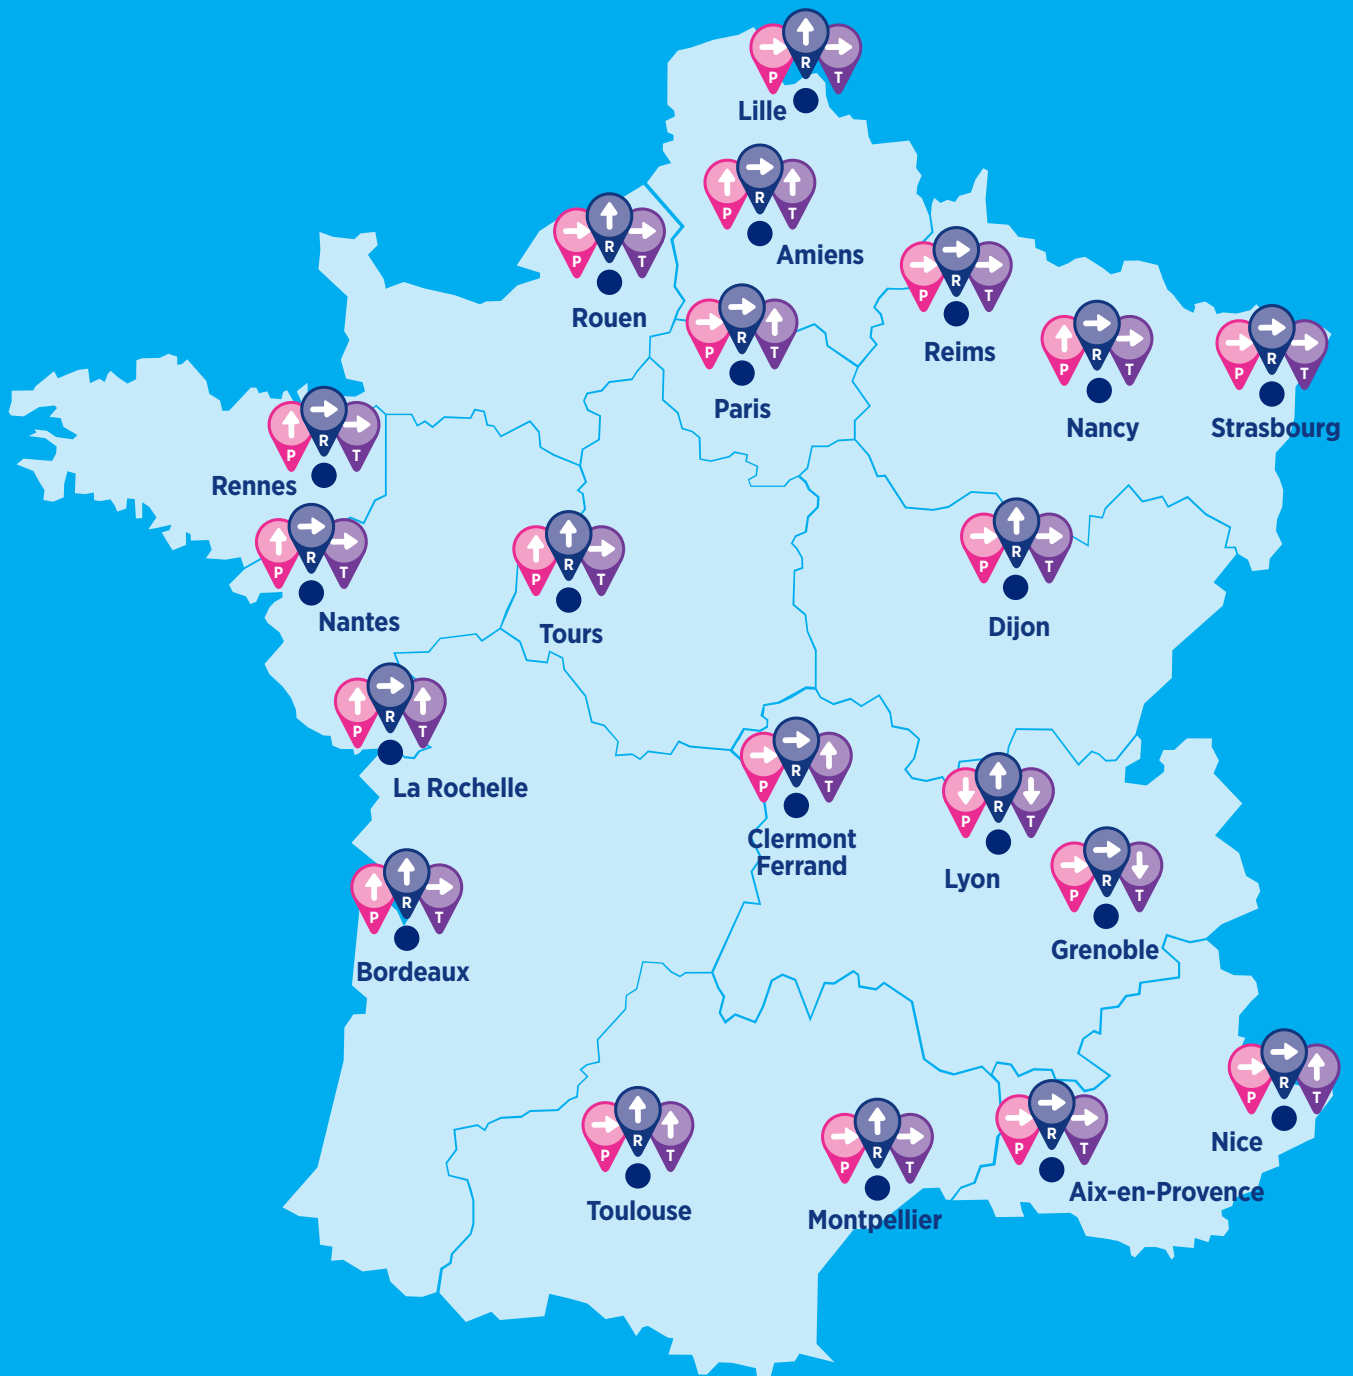 P R T
Lille
P R T
Amiens
P R T
Rouen
P R T
Reims
P R T
Paris
P R T
Nancy
P R T
Strasbourg
P R T
Rennes
P R T
Nantes
P R T
Tours
P R T
Dijon
P R T
La Rochelle
P R T
Clermont
Ferrand
P R T
Lyon
P R T
Grenoble
P R T
Bordeaux
P R T
Nice
P R T
Toulouse
P R T
Montpellier
P R T
Aix-en-Provence